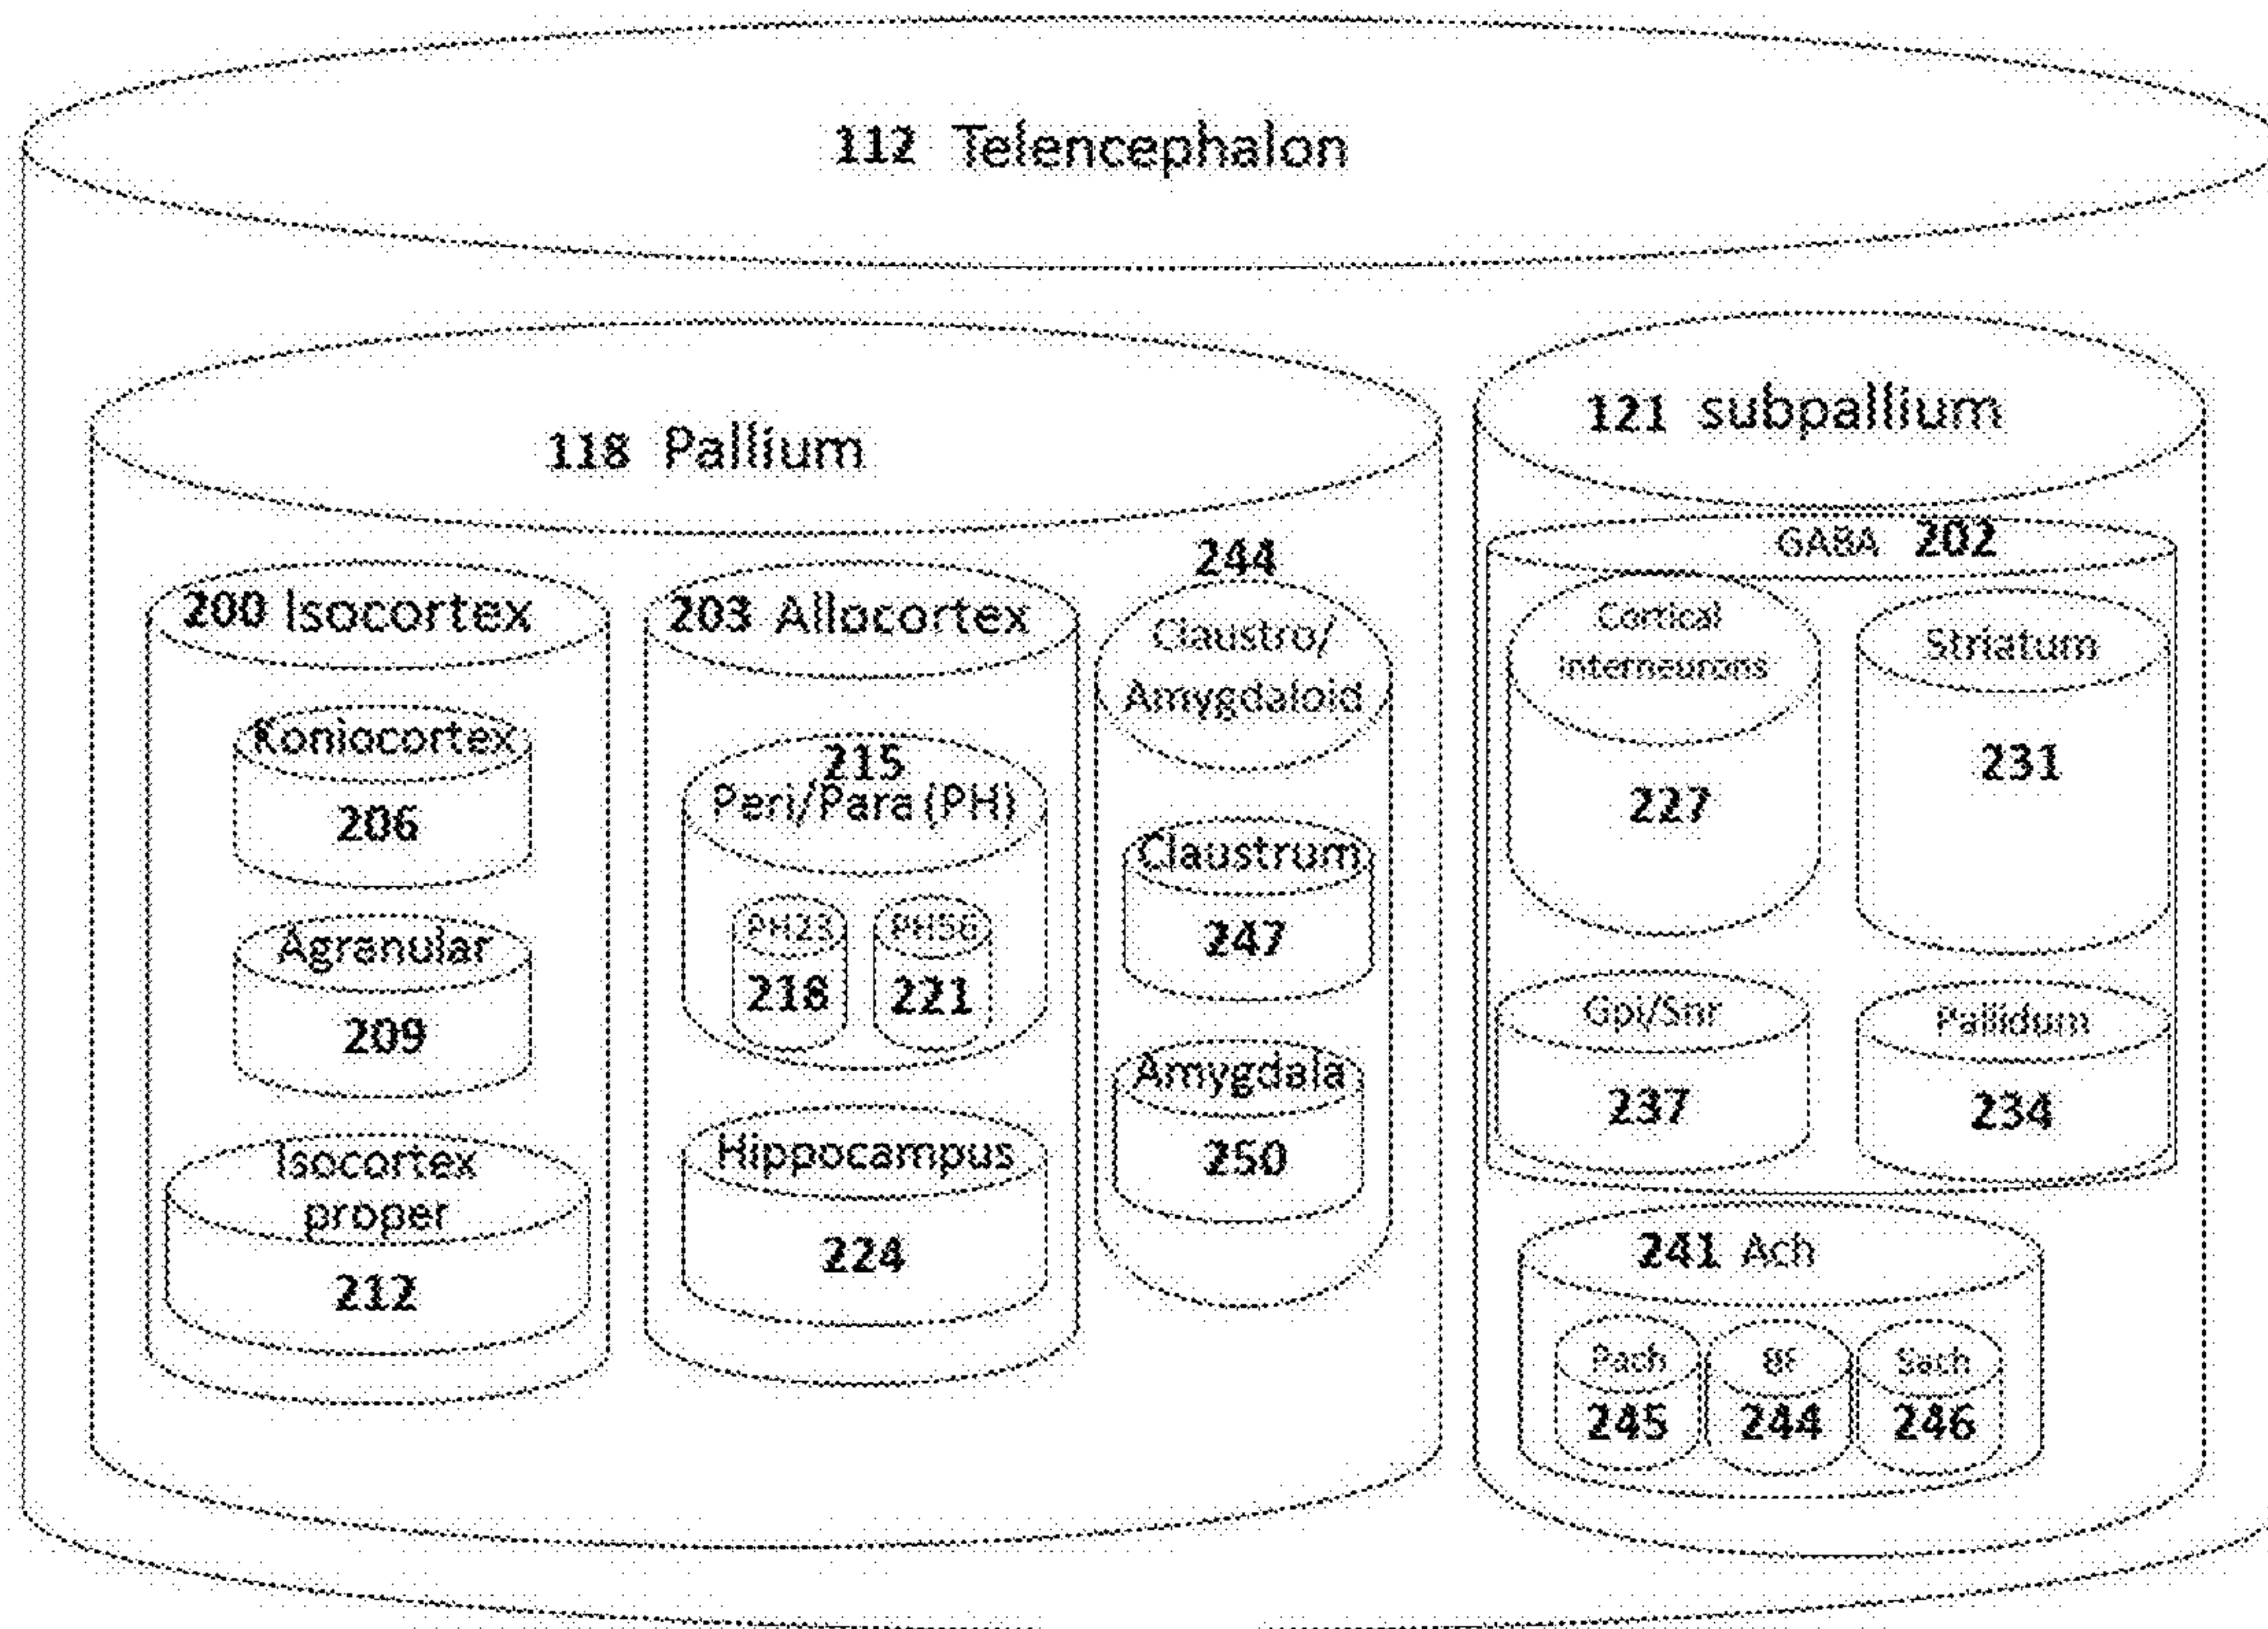 112 Telencephalon
118 Pallium
121 subpallium
200 Isocortex
Koniocortex
206
Agranular
209
Isocortex
proper
212
203 Allocortex
215
Peri/Para (PH)
PH23
218
PH56
221
Hippocampus
224
244
Claustro/
Amygdaloid
Claustrum
247
Amygdala
250
GABA 202
Cortical
Interneurons
227
Striatum
231
Gpi/Snr
237
Pallidum
234
241 Ach
Pach
245
BF
244
Sach
246